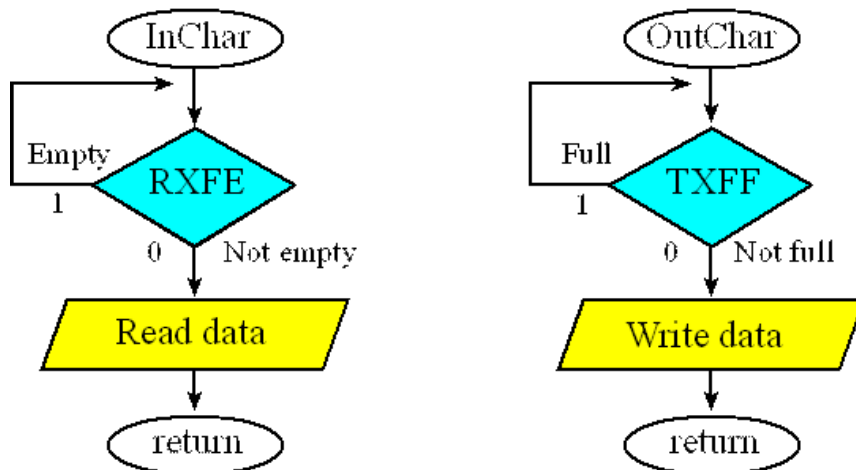 InChar
Empty
RXFE
1
0
Not empty
Read data
return
OutChar
Full
TXFF
1
0
Not full
Write data
return